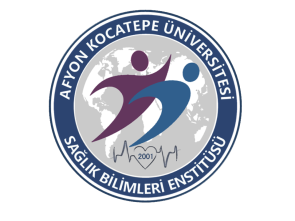 AFYON KOCATEPE ÜNİVERSİTESİ
2001
SAĞLIK BİLİMLERİ ENSTİTÜSÜ